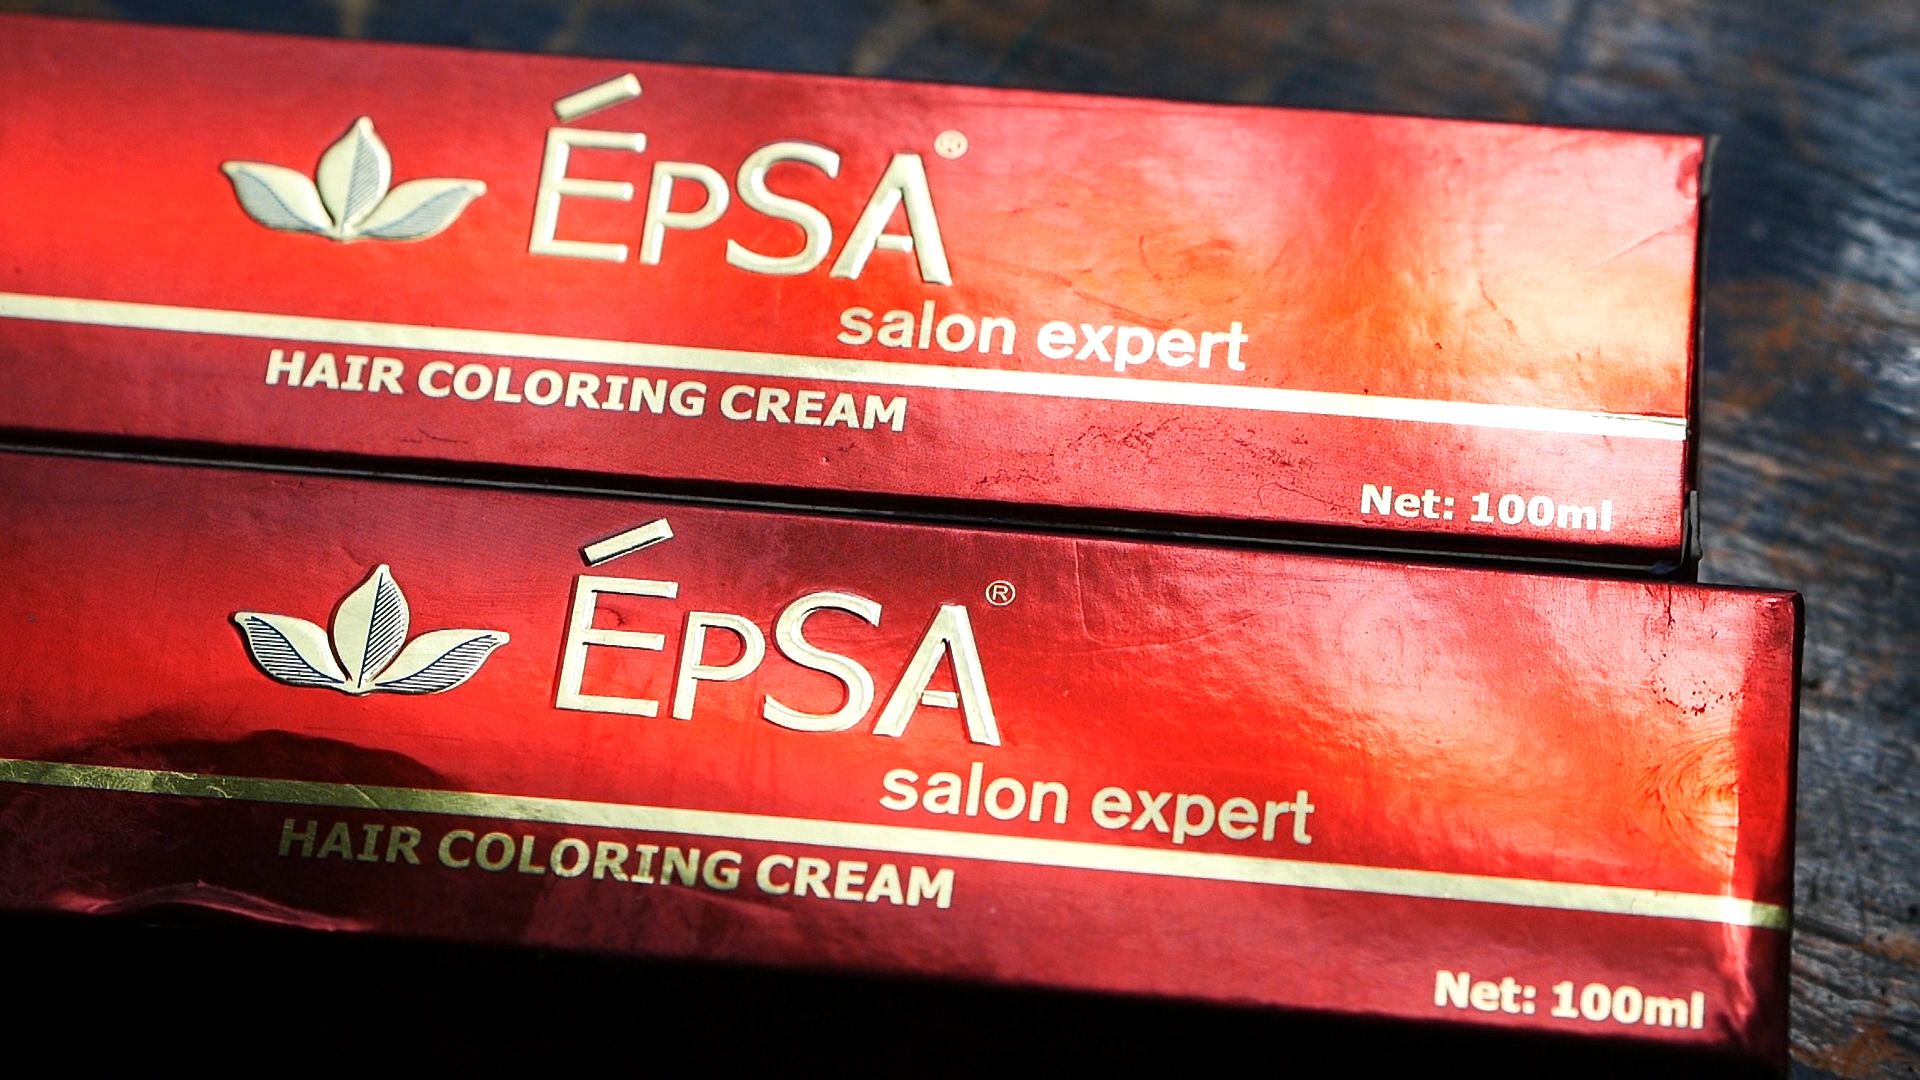 ÉPSA®
salon expert
HAIR COLORING CREAM
Net: 100ml
ÉPSA®
salon expert
HAIR COLORING CREAM
Net: 100ml